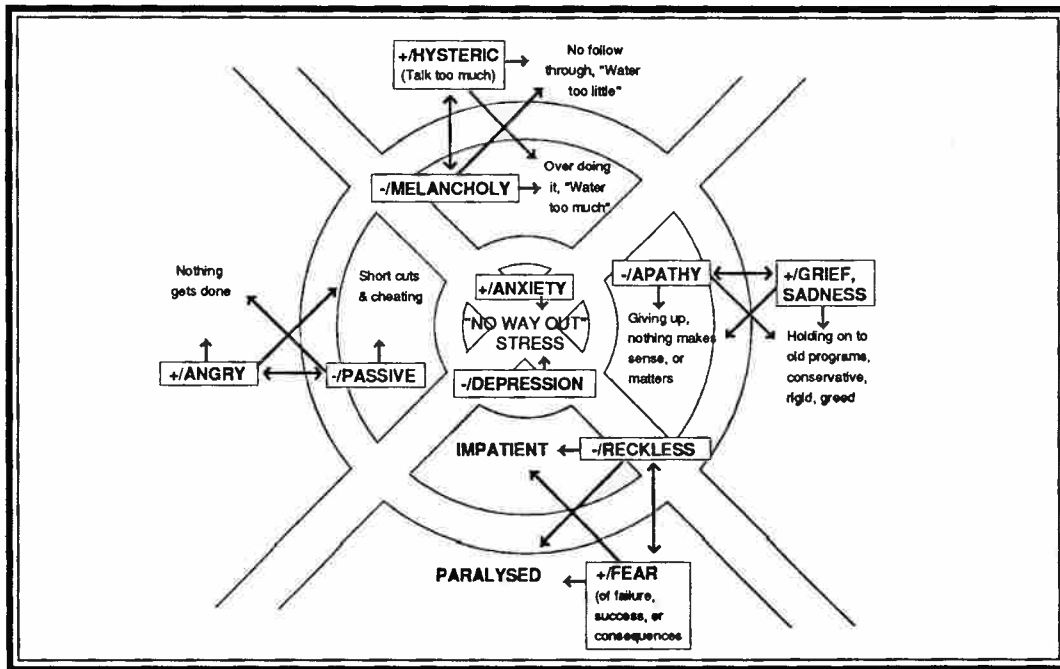 +/HYSTERIC
(Talk too much)
No follow
through, "Water
too little"
-/MELANCHOLY
Over doing
it, "Water
too much"
Nothing
gets done
Short cuts
& cheating
+/ANGRY
-/PASSIVE
+/ANXIETY
"NO WAY OUT"
STRESS
-/DEPRESSION
-/APATHY
+/GRIEF,
SADNESS
Giving up,
nothing makes
sense, or
matters
Holding on to
old programs,
conservative,
rigid, greed
IMPATIENT
-/RECKLESS
PARALYSED
+/FEAR
(of failure,
success, or
consequences